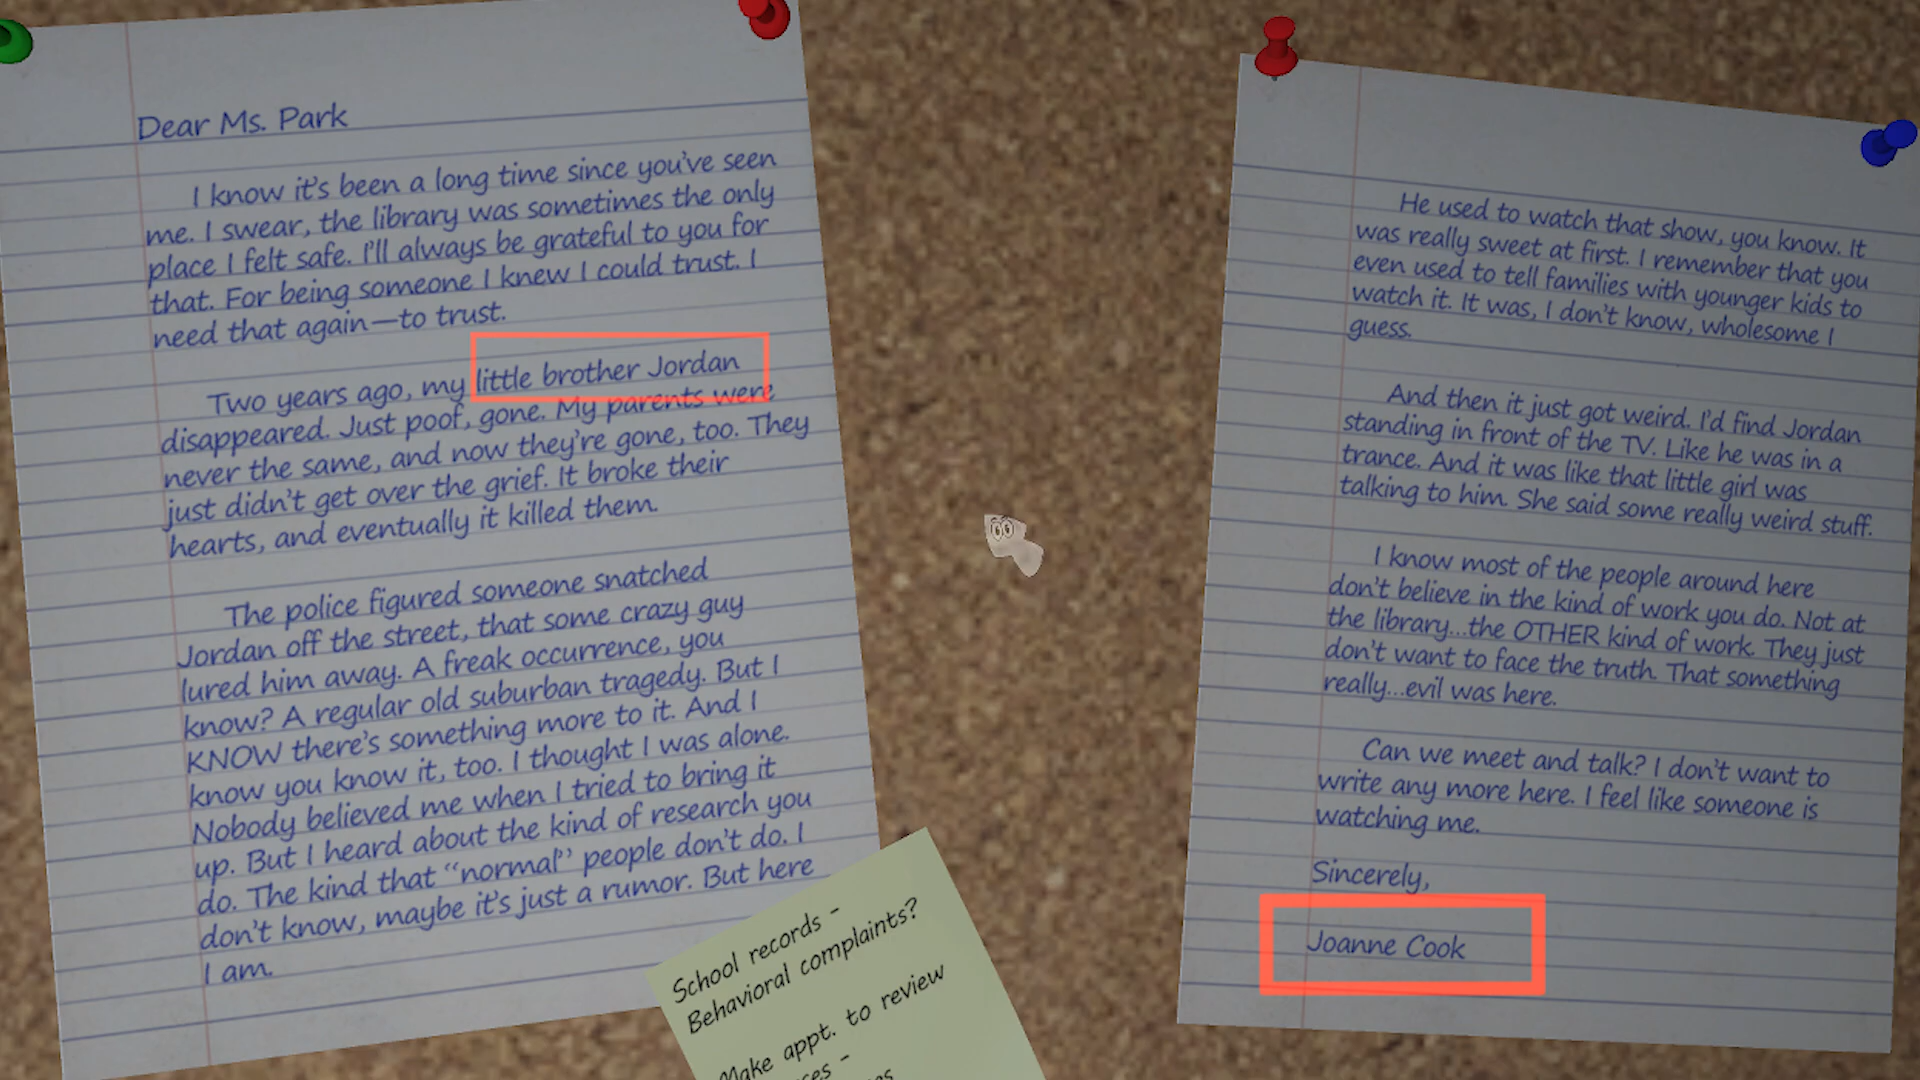 Dear Ms. Park
I know it's been a long time since you've seen
me. I swear, the library was sometimes the only
place I felt safe. I'll always be grateful to you for
that. For being someone I knew I could trust. I
need that again—to trust.
Two years ago, my little brother Jordan
disappeared. Just poof, gone. My parents were
never the same, and now they're gone, too. They
just didn't get over the grief. It broke their
hearts, and eventually it killed them.
The police figured someone snatched
Jordan off the street, that some crazy guy
lured him away. A freak occurrence, you
know? A regular old suburban tragedy. But I
KNOW there's something more to it. And I
know you know it, too. I thought I was alone.
Nobody believed me when I tried to bring it
up. But I heard about the kind of research you
do. The kind that “normal” people don't do. I
don't know, maybe it's just a rumor. But here
I am.
School records -
Behavioral complaints?
Make appt. to review
He used to watch that show, you know. It
was really sweet at first. I remember that you
even used to tell families with younger kids to
watch it. It was, I don't know, wholesome I
guess.
And then it just got weird. I'd find Jordan
standing in front of the TV. Like he was in a
trance. And it was like that little girl was
talking to him. She said some really weird stuff.
I know most of the people around here
don't believe in the kind of work you do. Not at
the library...the OTHER kind of work. They just
don't want to face the truth. That something
really...evil was here.
Can we meet and talk? I don't want to
write any more here. I feel like someone is
watching me.
Sincerely,
Joanne Cook